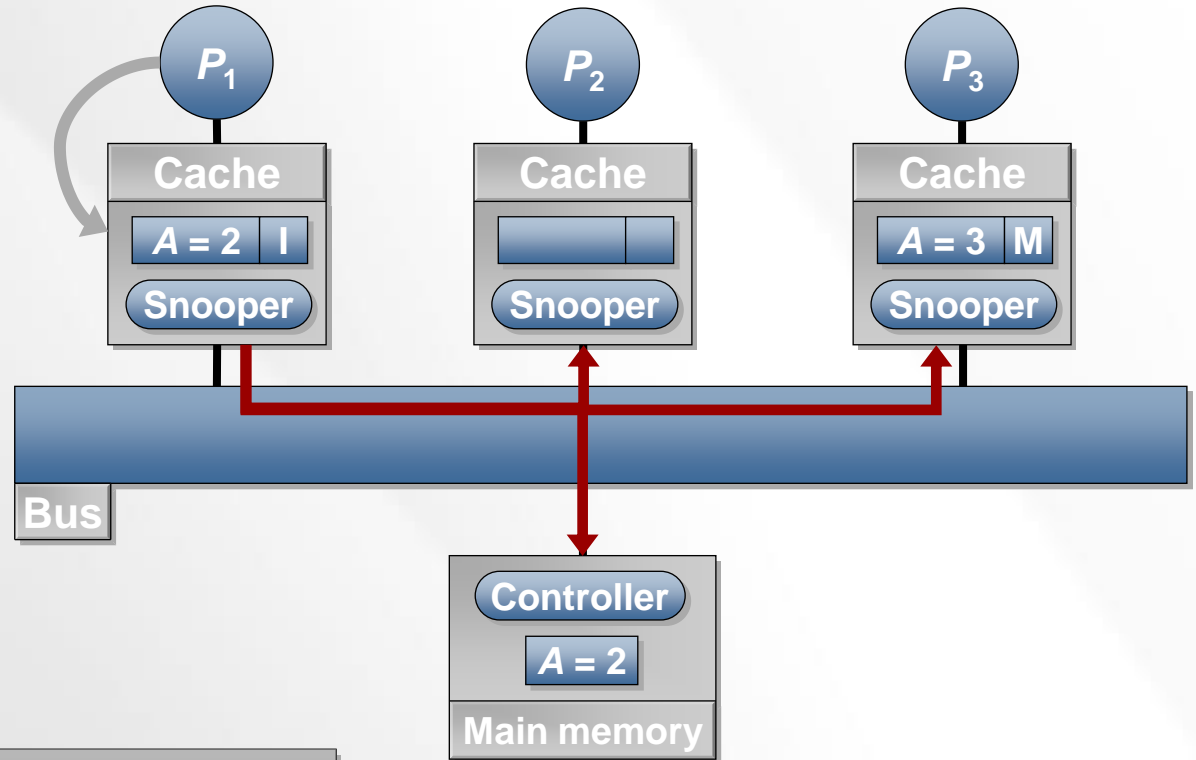 P1 P2 P3
Cache Cache Cache
A = 2 I A = 3 M
Snooper Snooper Snooper
Bus
Controller
A = 2
Main memory